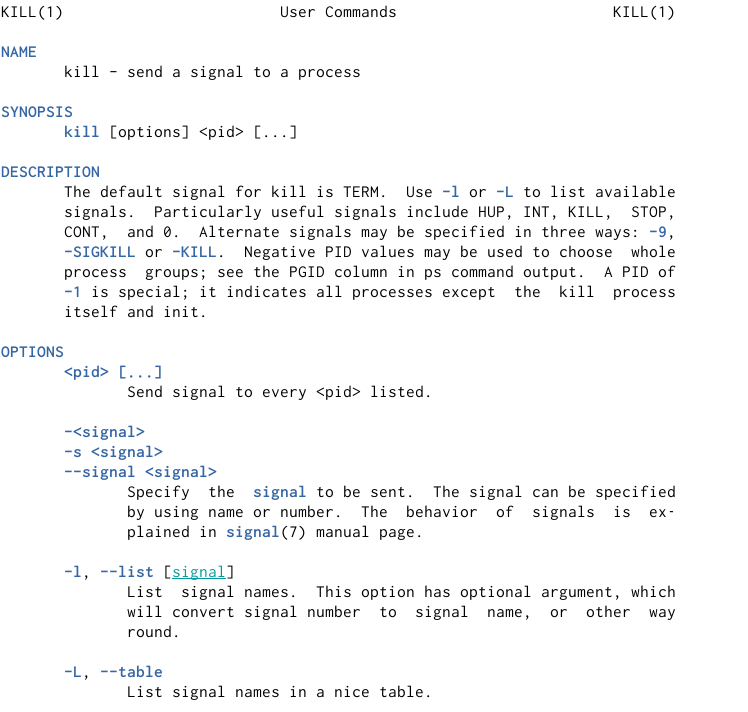 KILL(1) User Commands KILL(1)
NAME
kill - send a signal to a process
SYNOPSIS
kill [options] <pid> [...]
DESCRIPTION
The default signal for kill is TERM. Use -l or -L to list available
signals. Particularly useful signals include HUP, INT, KILL, STOP,
CONT, and 0. Alternate signals may be specified in three ways: -9,
-SIGKILL or -KILL. Negative PID values may be used to choose whole
process groups; see the PGID column in ps command output. A PID of
-1 is special; it indicates all processes except the kill process
itself and init.
OPTIONS
<pid> [...]
Send signal to every <pid> listed.
-<signal>
-s <signal>
--signal <signal>
Specify the signal to be sent. The signal can be specified
by using name or number. The behavior of signals is ex-
plained in signal(7) manual page.
-l, --list [signal]
List signal names. This option has optional argument, which
will convert signal number to signal name, or other way
round.
-L, --table
List signal names in a nice table.